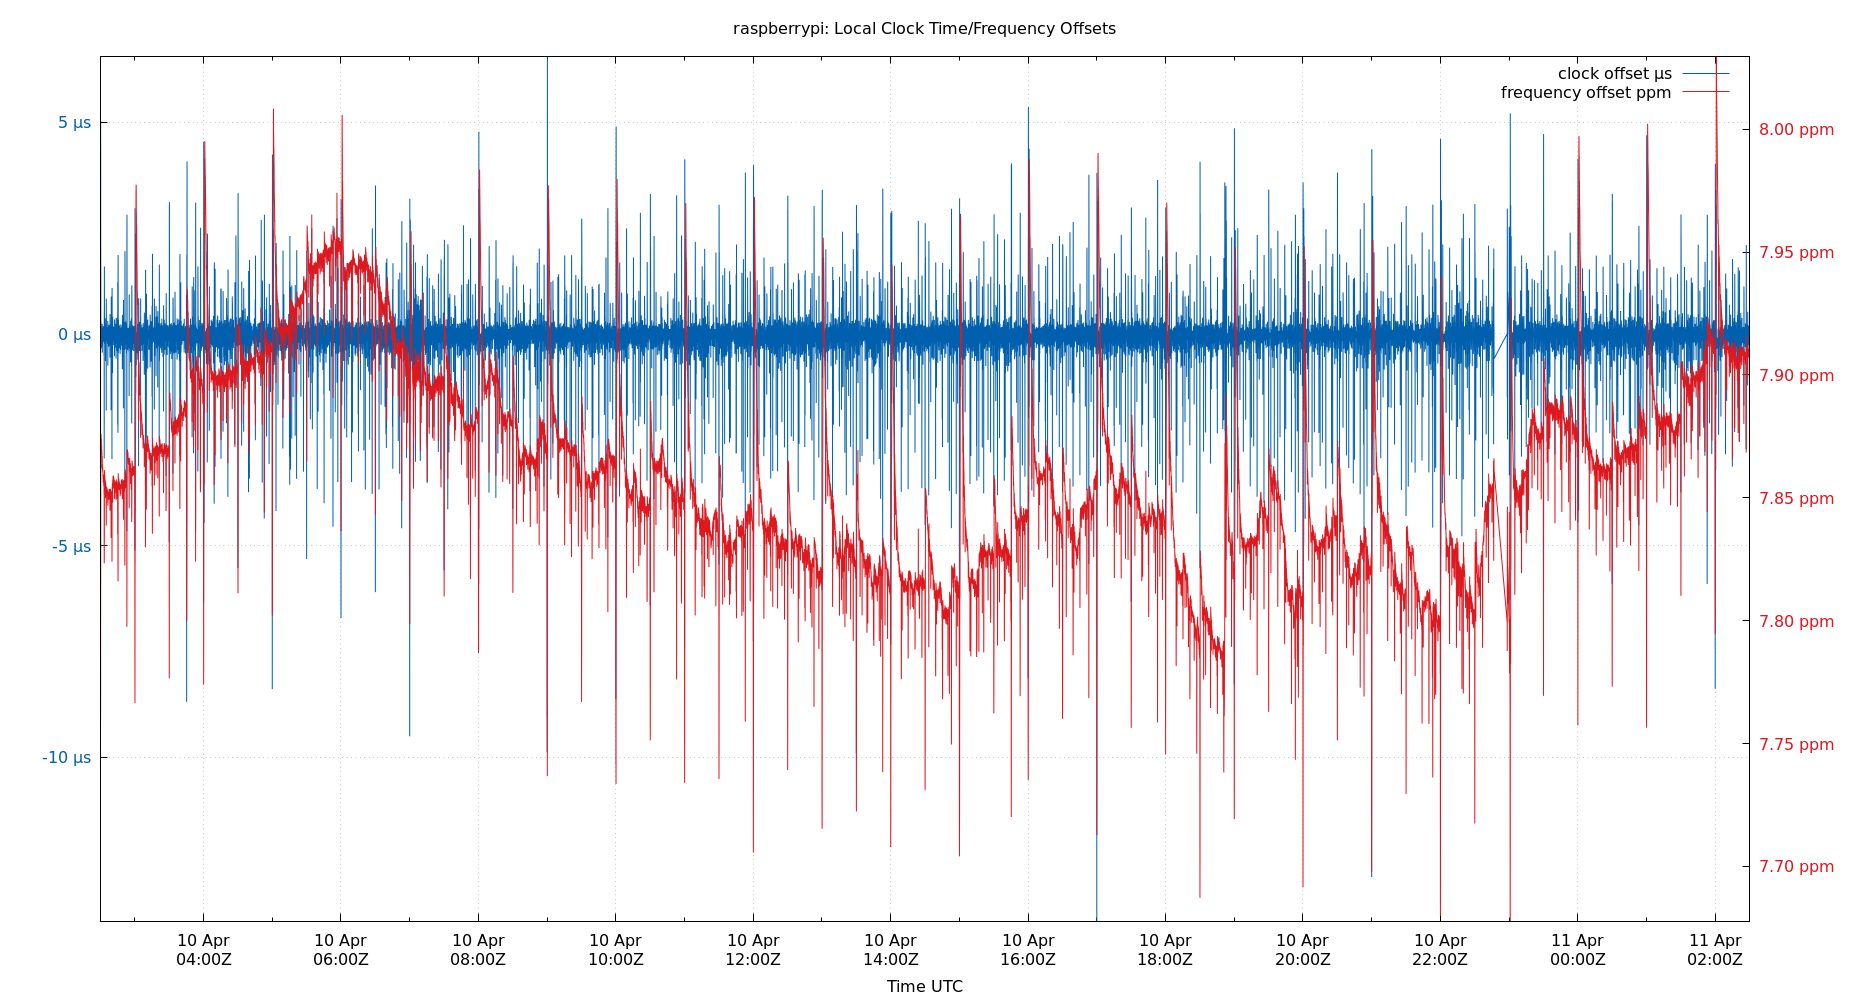 raspberrypi: Local Clock Time/Frequency Offsets
clock offset µs
frequency offset ppm
5 µs
0 µs
-5 µs
-10 µs
8.00 ppm
7.95 ppm
7.90 ppm
7.85 ppm
7.80 ppm
7.75 ppm
7.70 ppm
10 Apr 10 Apr 10 Apr 10 Apr 10 Apr 10 Apr 10 Apr 10 Apr 10 Apr 10 Apr 11 Apr 11 Apr
04:00Z 06:00Z 08:00Z 10:00Z 12:00Z 14:00Z 16:00Z 18:00Z 20:00Z 22:00Z 00:00Z 02:00Z
Time UTC